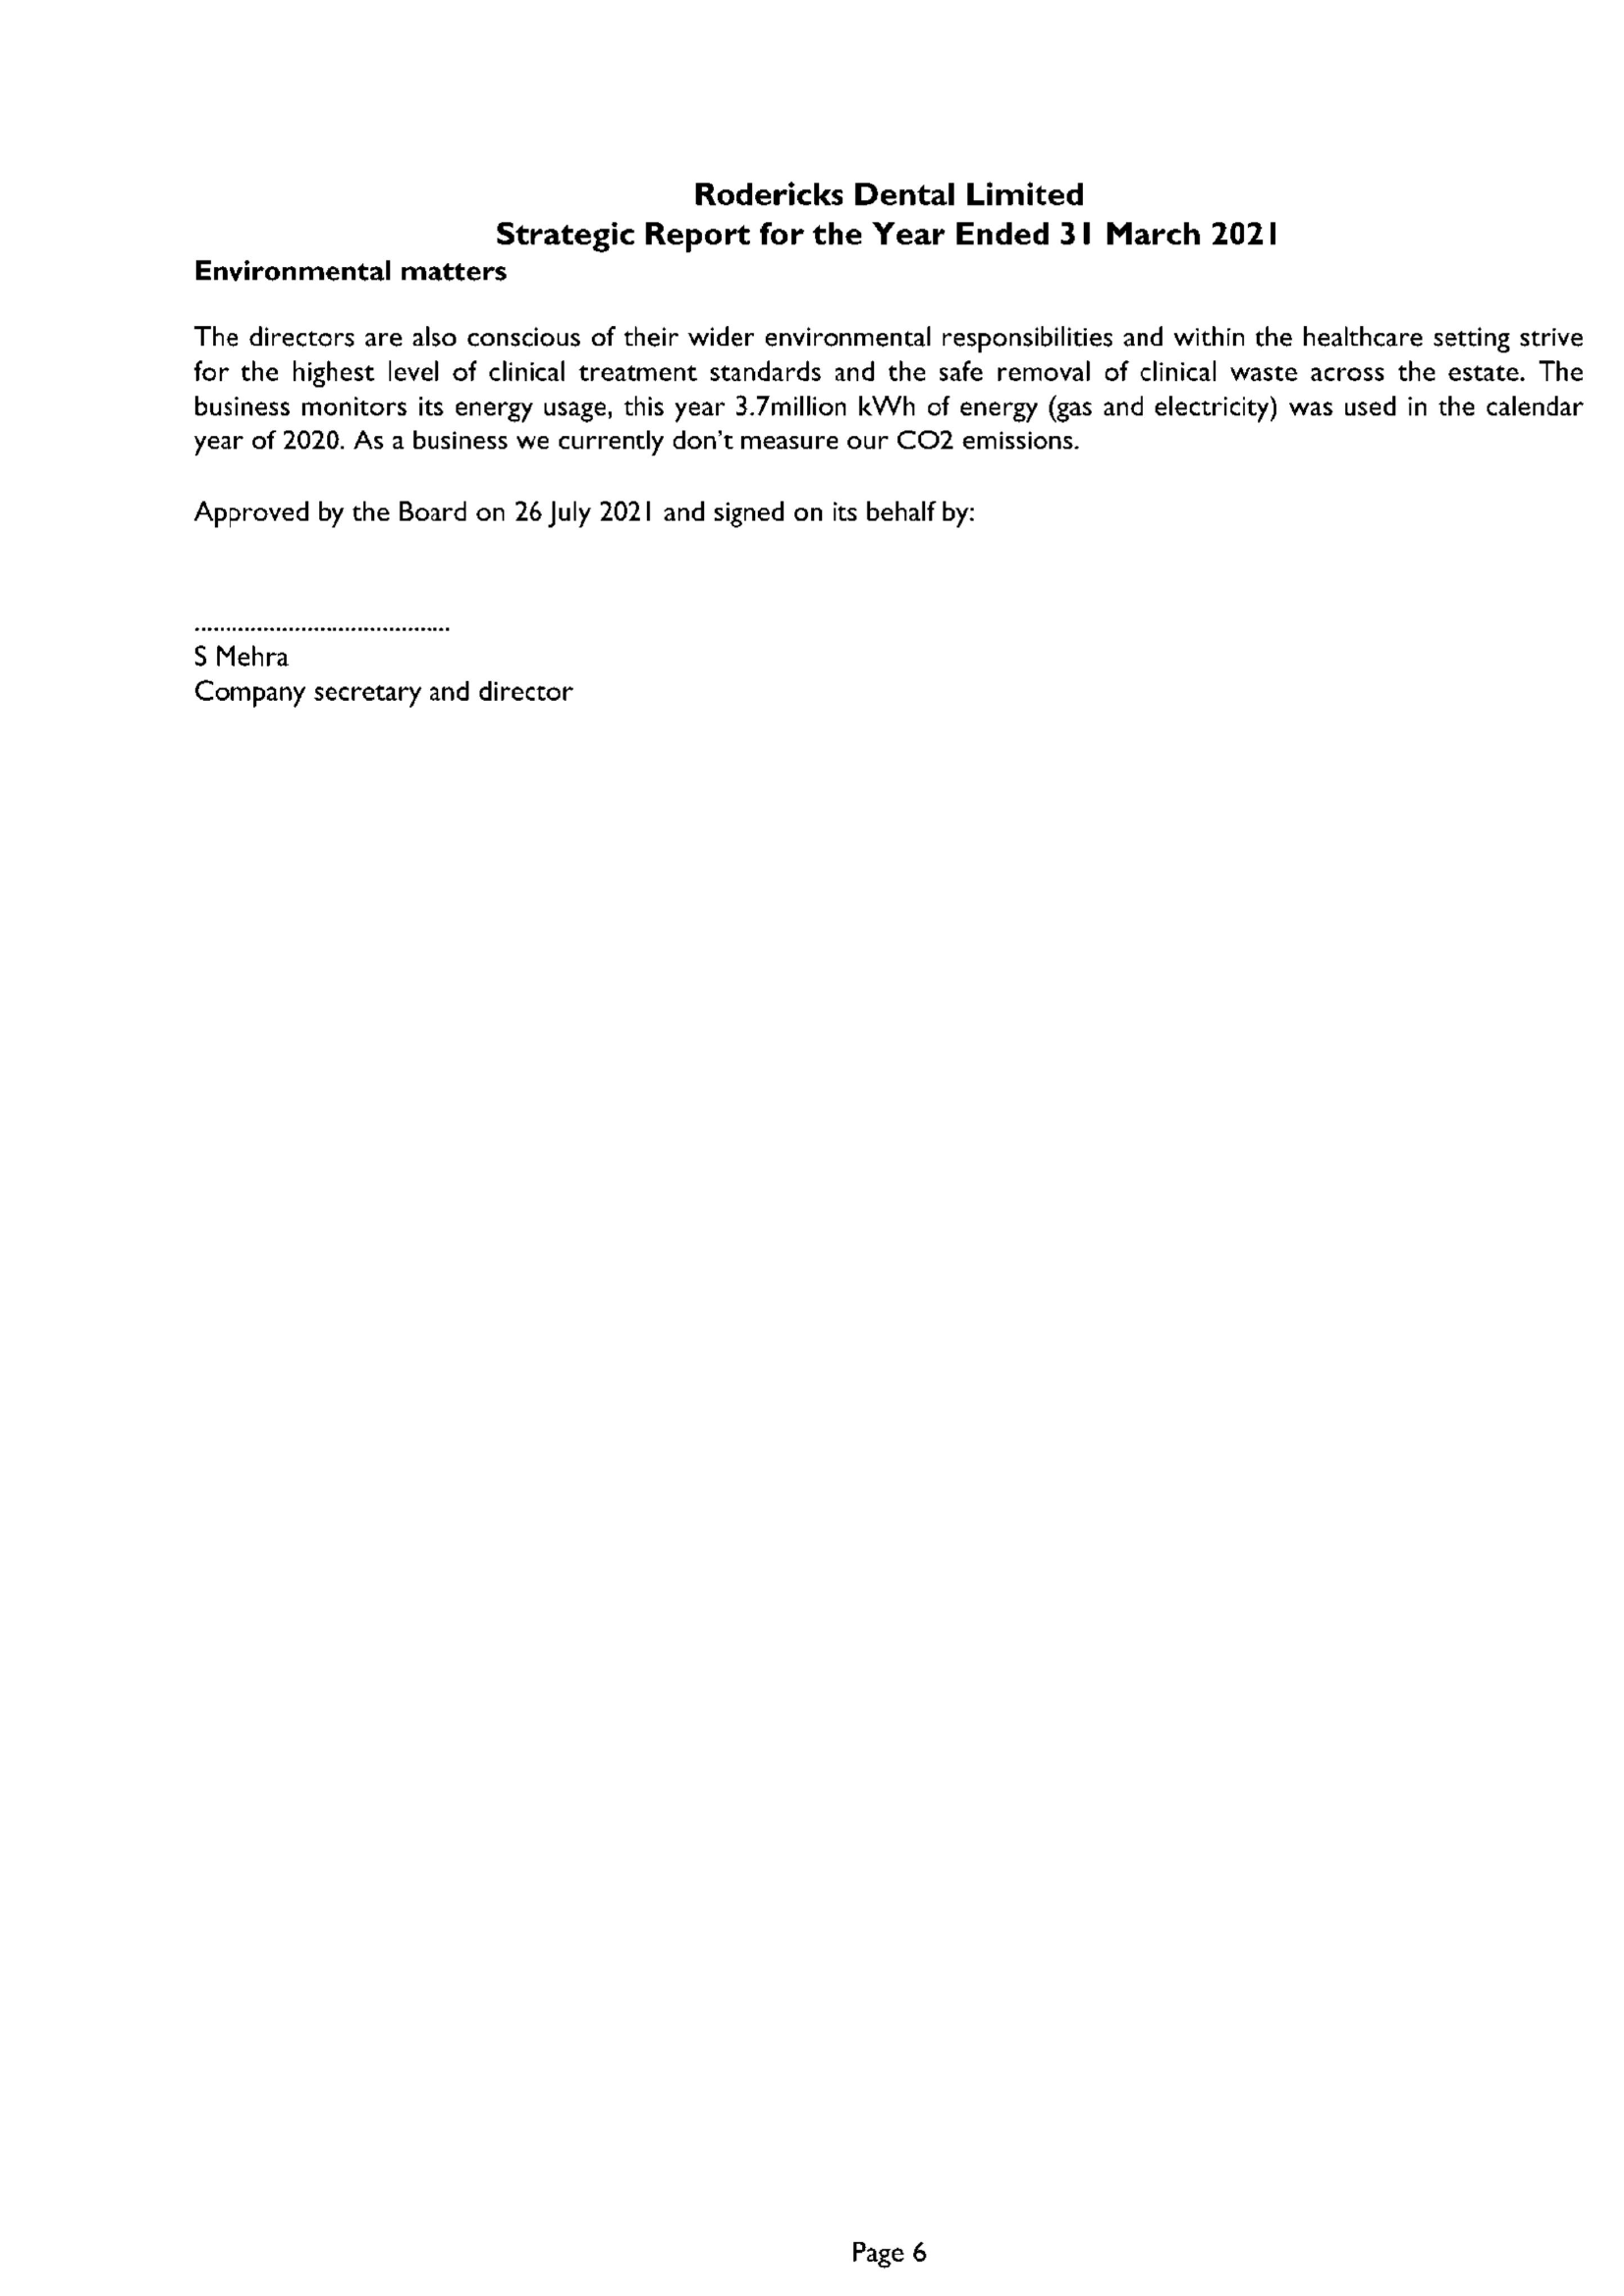 Rodericks Dental Limited
Strategic Report for the Year Ended 31 March 2021
Environmental matters
The directors are also conscious of their wider environmental responsibilities and within the healthcare setting strive
for the highest level of clinical treatment standards and the safe removal of clinical waste across the estate. The
business monitors its energy usage, this year 3.7million kWh of energy (gas and electricity) was used in the calendar
year of 2020. As a business we currently don't measure our CO2 emissions.
Approved by the Board on 26 July 2021 and signed on its behalf by:
.........................................
S Mehra
Company secretary and director
Page 6